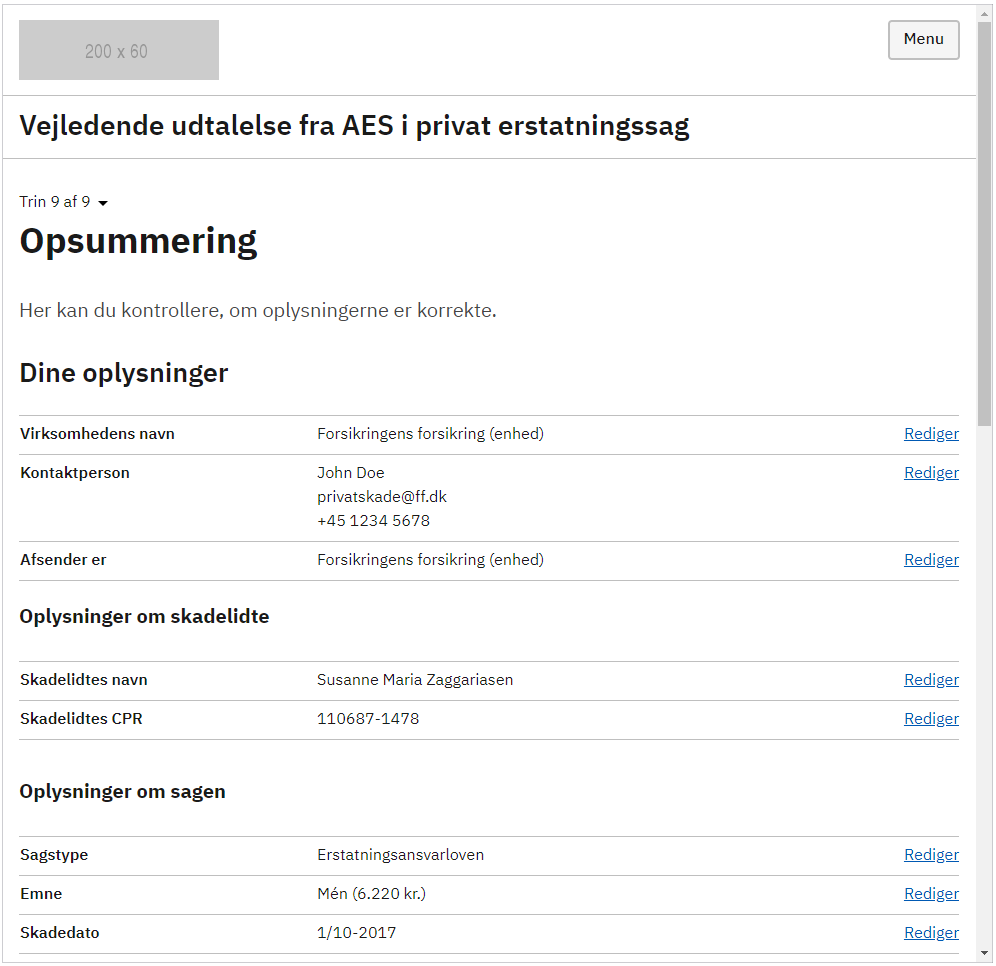 200 x 60
Menu
Vejledende udtalelse fra AES i privat erstatningssag
Trin 9 af 9
Opsummering
Her kan du kontrollere, om oplysningerne er korrekte.
Dine oplysninger
Virksomhedens navn Forsikringens forsikring (enhed) Rediger
Kontaktperson John Doe Rediger
privatskade@ff.dk
+45 1234 5678
Afsender er Forsikringens forsikring (enhed) Rediger
Oplysninger om skadelidte
Skadelidtes navn Susanne Maria Zaggariasen Rediger
Skadelidtes CPR 110687-1478 Rediger
Oplysninger om sagen
Sagstype Erstatningsansvarloven Rediger
Emne Mén (6.220 kr.) Rediger
Skadedato 1/10-2017 Rediger